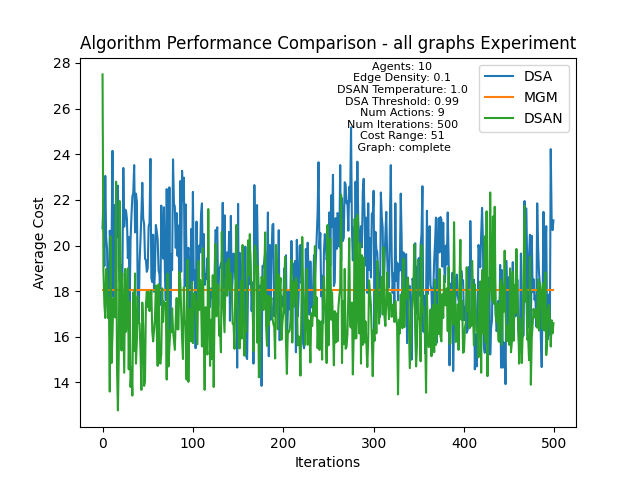 Algorithm Performance Comparison - all graphs Experiment
Agents: 10
Edge Density: 0.1
DSAN Temperature: 1.0
DSA Threshold: 0.99
Num Actions: 9
Num Iterations: 500
Cost Range: 51
Graph: complete
DSA
MGM
DSAN
Average Cost
28
26
24
22
20
18
16
14
0
100
200
300
400
500
Iterations